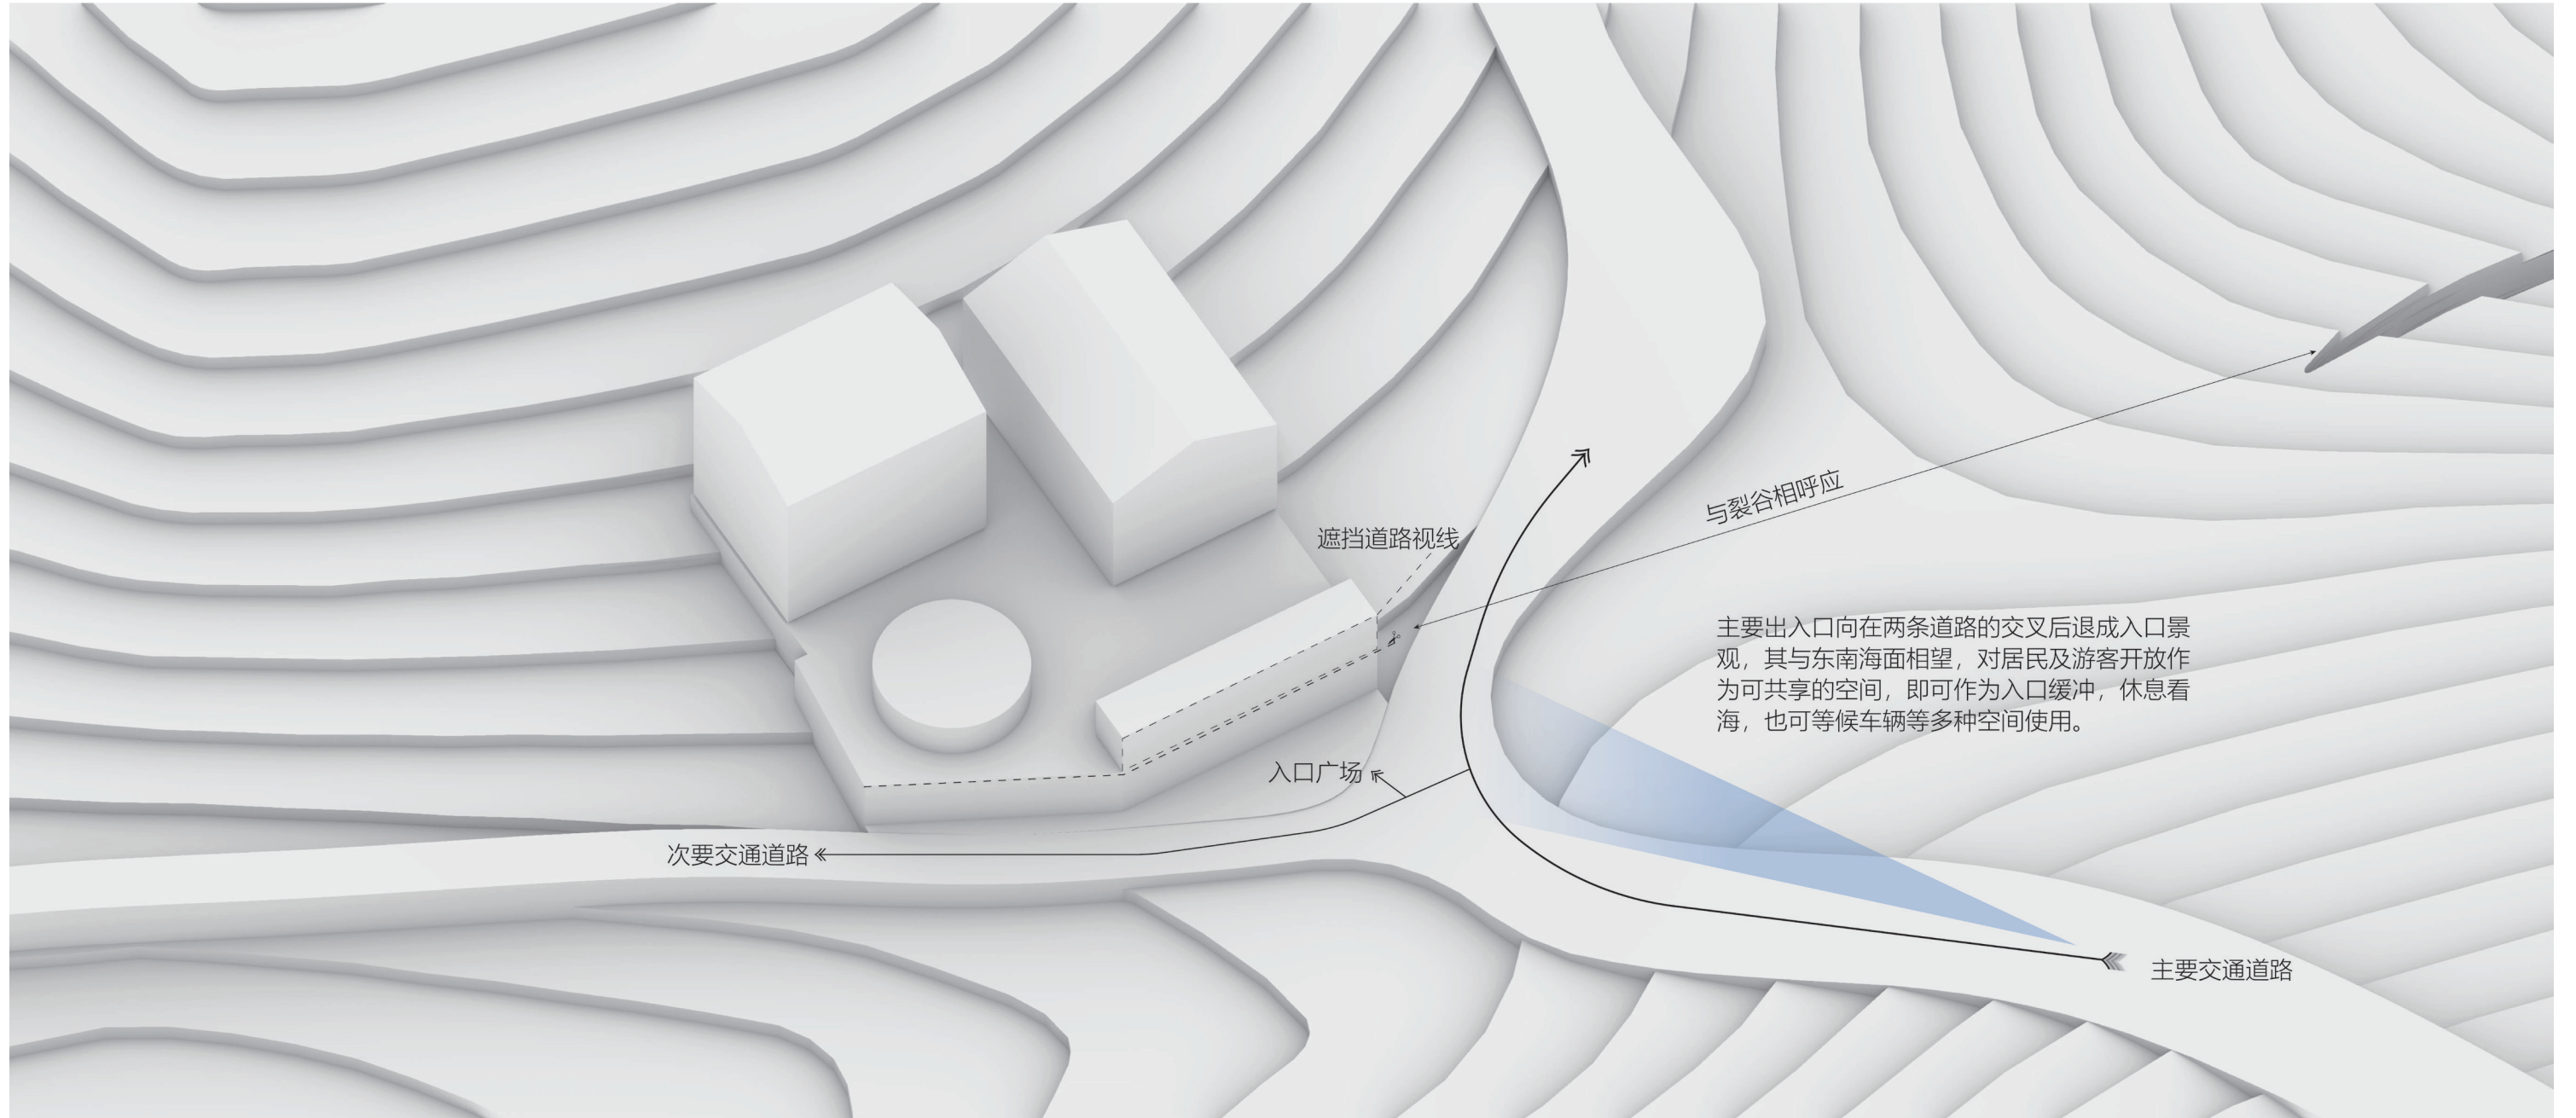 与裂谷相呼应
遮挡道路视线
主要出入口向在两条道路的交叉后退成入口景
观，其与东南海面相望，对居民及游客开放作
为可共享的空间，即可作为入口缓冲，休息看
海，也可等候车辆等多种空间使用。
入口广场
次要交通道路
主要交通道路